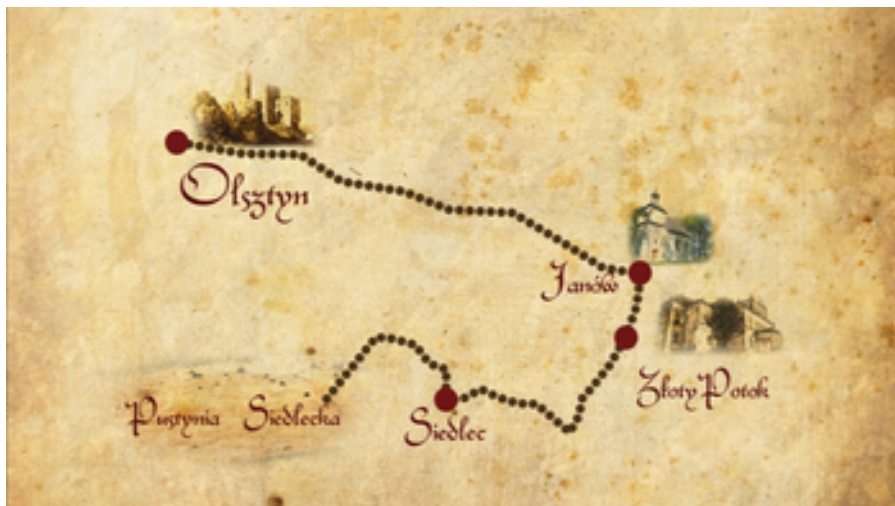 Olsztyn
Janów
Złoty Potok
Pustynia Siedlecka
Siedlec